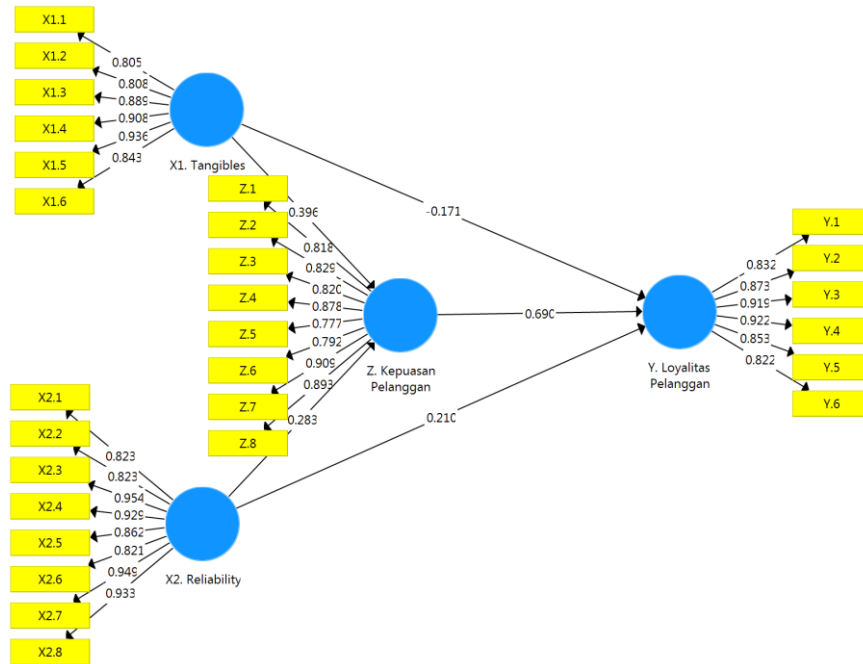 X1.1
X1.2
X1.3
X1.4
X1.5
X1.6
0.805
0.808
0.889
0.908
0.936
0.843
X1. Tangibles
0.396
-0.171
Z.1
Z.2
Z.3
Z.4
Z.5
Z.6
Z.7
Z.8
0.818
0.829
0.820
0.878
0.777
0.792
0.909
0.893
0.283
Z. Kepuasan
Pelanggan
0.690
0.210
Y.1
Y.2
Y.3
Y.4
Y.5
Y.6
0.832
0.873
0.919
0.922
0.853
0.822
Y. Loyalitas
Pelanggan
X2.1
X2.2
X2.3
X2.4
X2.5
X2.6
X2.7
X2.8
0.823
0.823
0.954
0.929
0.862
0.821
0.949
0.933
X2. Reliability